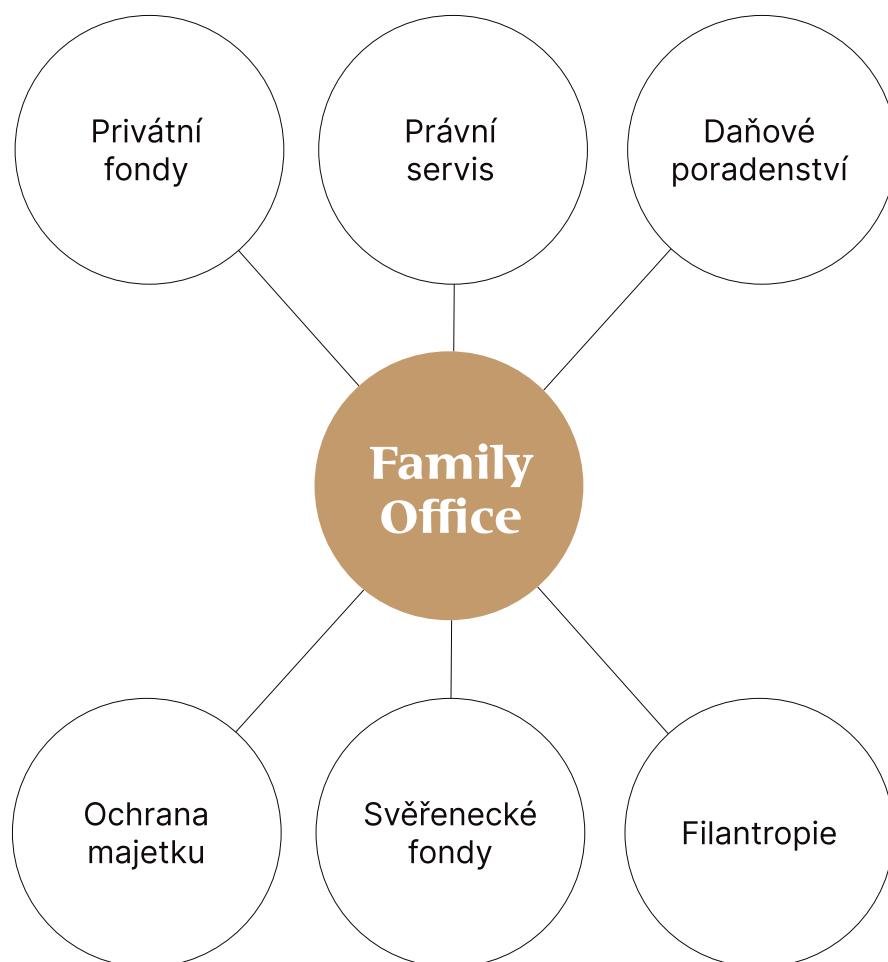 Privátní
fondy
Právní
servis
Daňové
poradenství
Family
Office
Ochrana
majetku
Svěřenecké
fondy
Filantropie